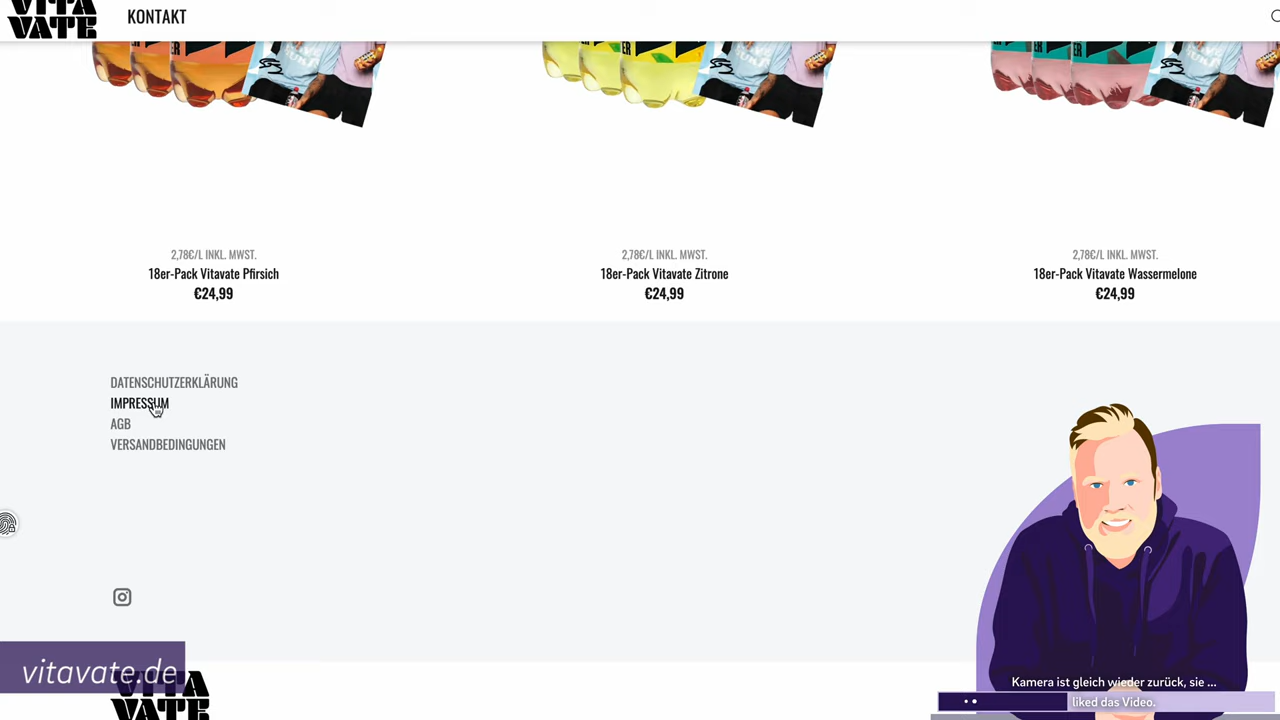 VITA
VATE
KONTAKT
2,78€/L INKL. MWST.
18er-Pack Vitavate Pfirsich
€24,99
2,78€/L INKL. MWST.
18er-Pack Vitavate Zitrone
€24,99
2,78€/L INKL. MWST.
18er-Pack Vitavate Wassermelone
€24,99
DATENSCHUTZERKLÄRUNG
IMPRESSUM
AGB
VERSANDBEDINGUNGEN
vitavate.de
VITA
VATE
Kamera ist gleich wieder zurück, sie ...
liked das Video.